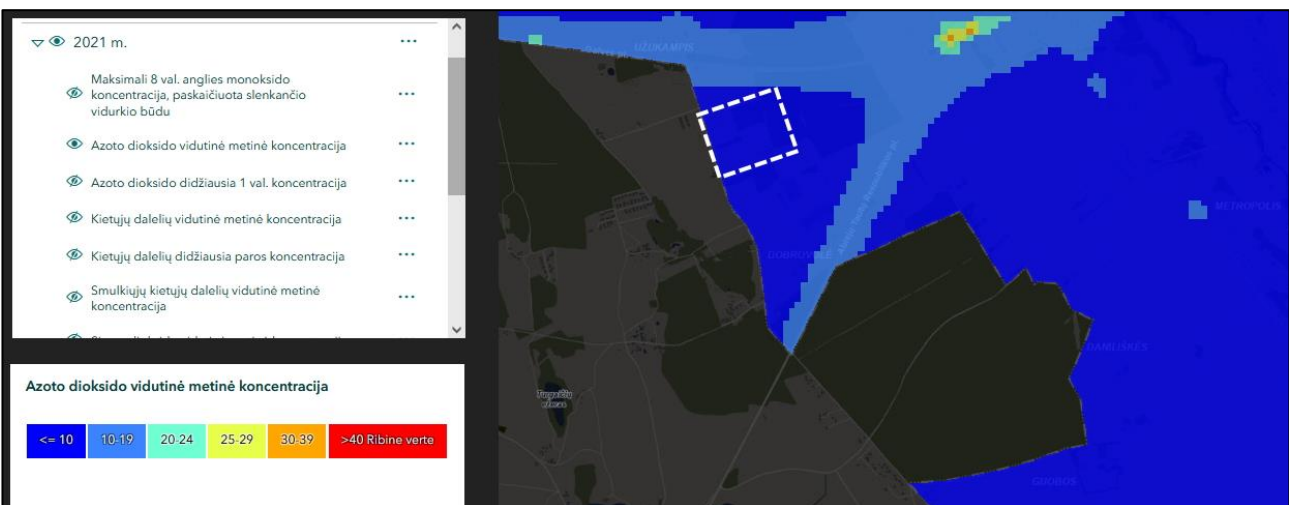 2021 m.
Maksimali 8 val. anglies monoksido
koncentracija, paskaičiuota slenkančio
vidurkio būdu
Azoto dioksido vidutinė metinė koncentracija
Azoto dioksido didžiausia 1 val. koncentracija
Kietųjų dalelių vidutinė metinė koncentracija
Kietųjų dalelių didžiausia paros koncentracija
Smulkiųjų kietųjų dalelių vidutinė metinė
koncentracija
Azoto dioksido vidutinė metinė koncentracija
<= 10
10-19
20-24
25-29
30-39
>40 Ribine verte
UŽUKAMPIS
METROPOLIS
DOBROVOLĖ
DANILIŠKĖS
GUOBOS